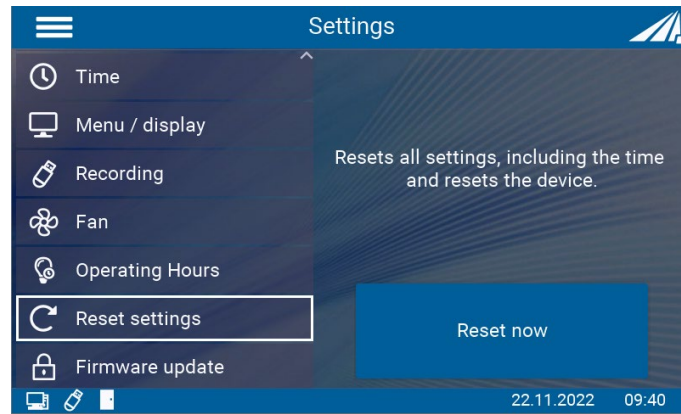 Settings
Time
Menu / display
Recording
Fan
Operating Hours
Reset settings
Firmware update
Resets all settings, including the time
and resets the device.
Reset now
22.11.2022 09:40